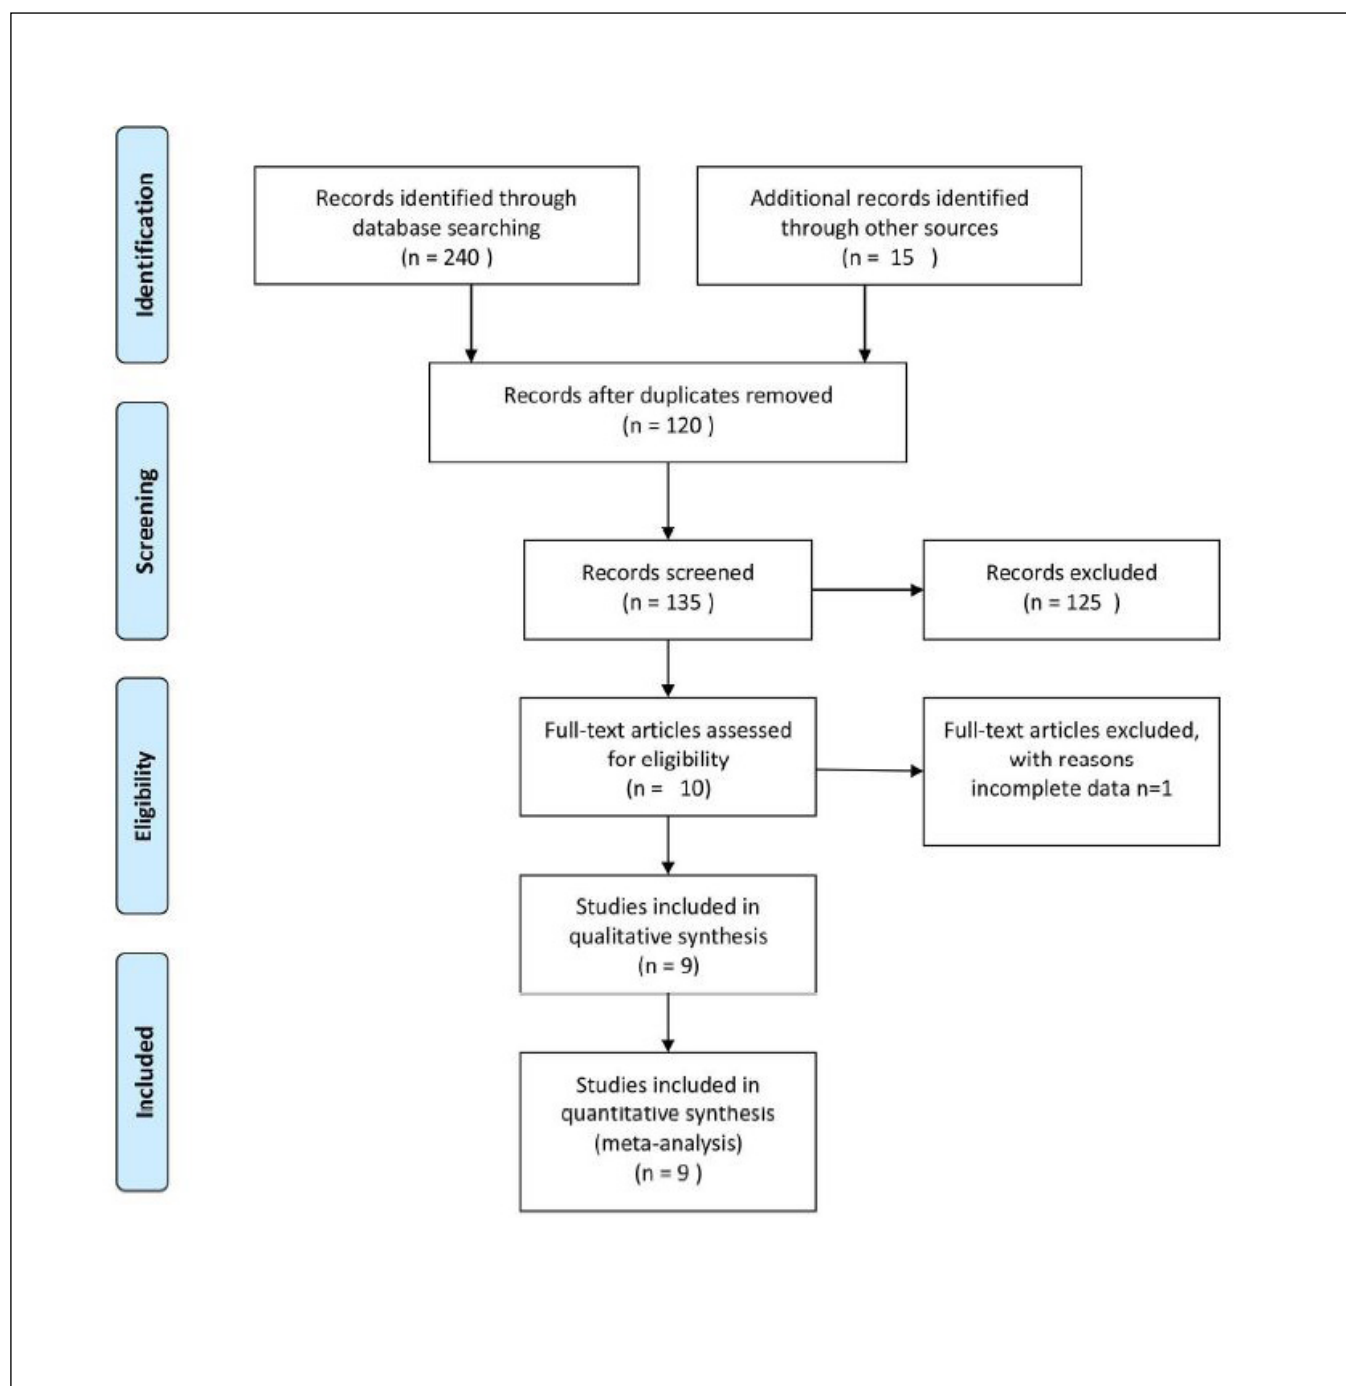 Identification
Records identified through
database searching
(n = 240 )
Additional records identified
through other sources
(n = 15 )
Records after duplicates removed
(n = 120 )
Screening
Records screened
(n = 135 )
Records excluded
(n = 125 )
Eligibility
Full-text articles assessed
for eligibility
(n = 10)
Full-text articles excluded,
with reasons
incomplete data n=1
Studies included in
qualitative synthesis
(n = 9)
Included
Studies included in
quantitative synthesis
(meta-analysis)
(n = 9 )